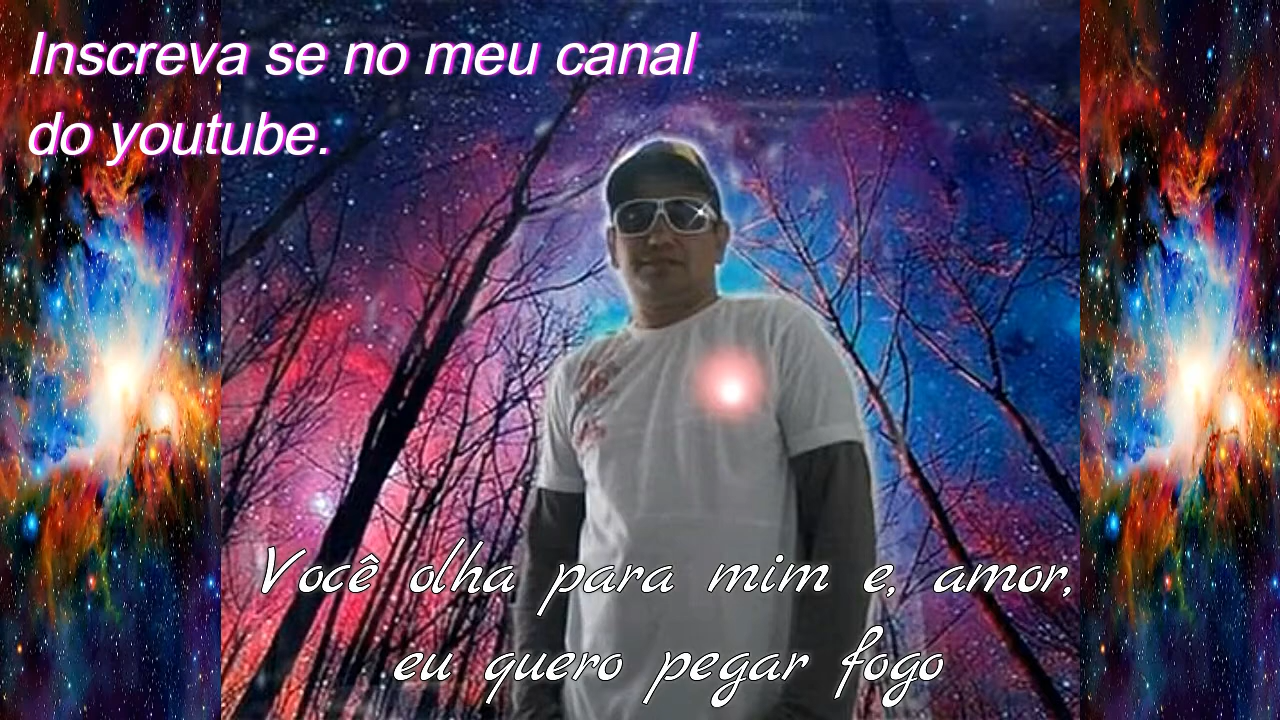 Inscreva se no meu canal
do youtube.
Você olha para mim e, amor,
eu quero pegar fogo